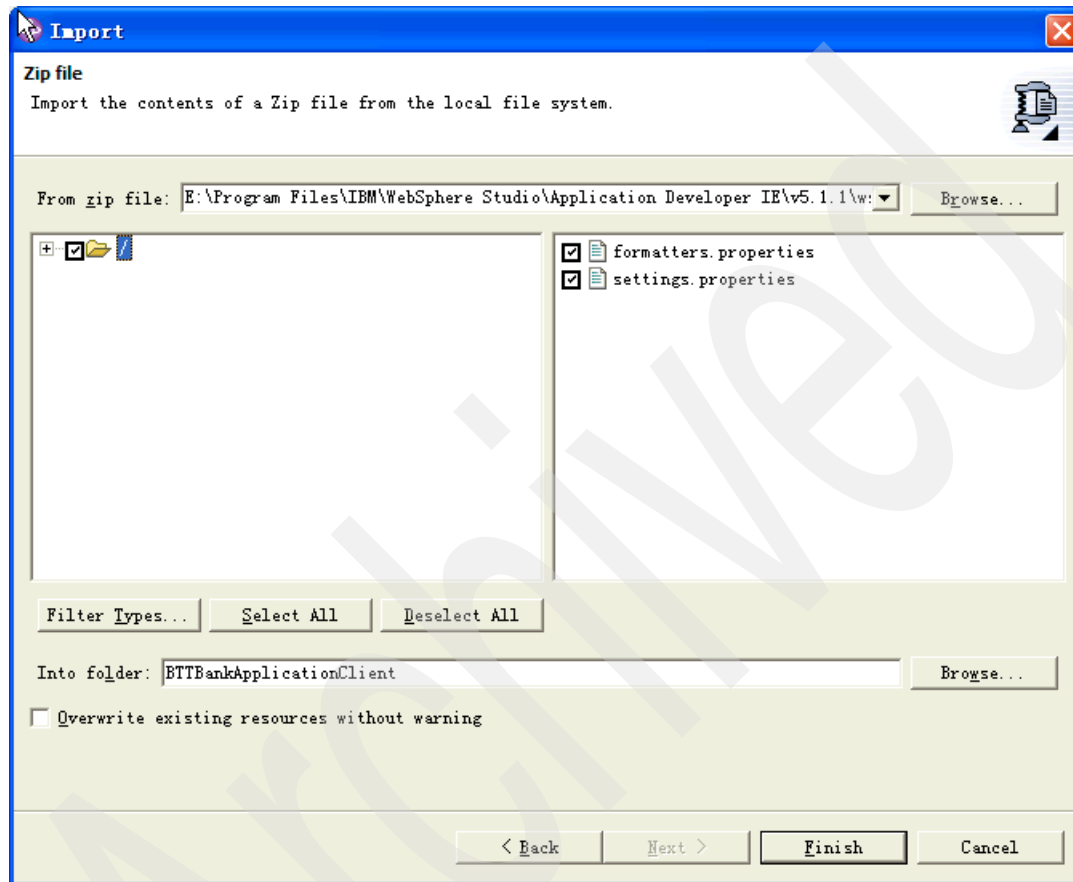 Import
Zip file
Import the contents of a Zip file from the local file system.
From zip file: E:\Program Files\IBM\WebSphere Studio\Application Developer IE\v5.1.1\w: Browse...
/
formatters.properties
settings.properties
Filter Types... Select All Deselect All
Into folder: BTTBankApplicationClient Browse...
Overwrite existing resources without warning
< Back Next > Finish Cancel
Archived